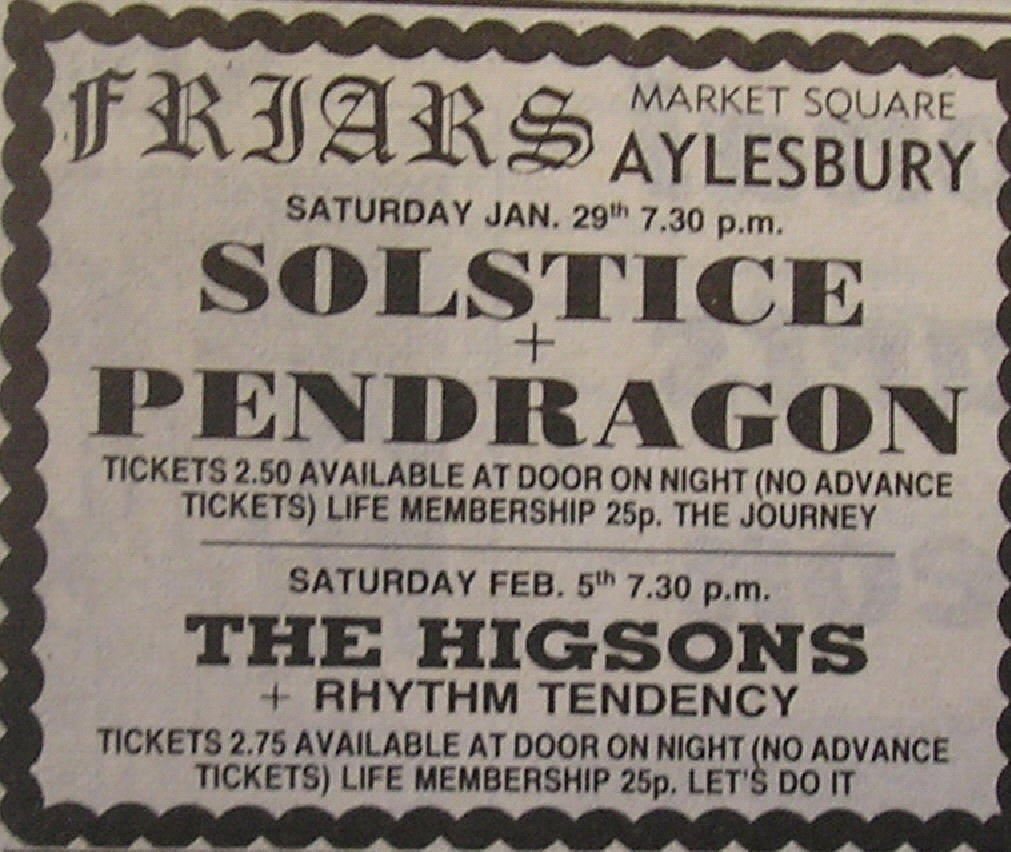 FRIARS MARKET SQUARE
AYLESBURY
SATURDAY JAN. 29th 7.30 p.m.
SOLSTICE
+
PENDRAGON
TICKETS 2.50 AVAILABLE AT DOOR ON NIGHT (NO ADVANCE
TICKETS) LIFE MEMBERSHIP 25p. THE JOURNEY
SATURDAY FEB. 5th 7.30 p.m.
THE HIGSONS
+ RHYTHM TENDENCY
TICKETS 2.75 AVAILABLE AT DOOR ON NIGHT (NO ADVANCE
TICKETS) LIFE MEMBERSHIP 25p. LET'S DO IT